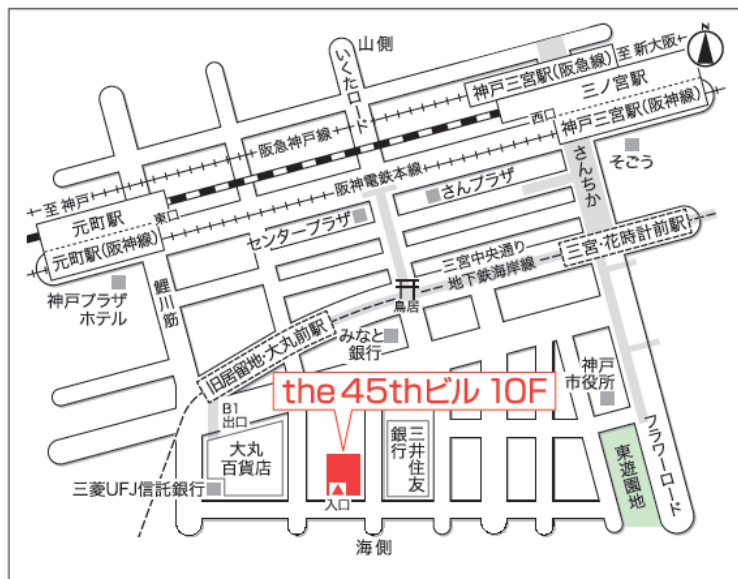 山側
N
至 新大阪
神戸三宮駅(阪急線)
三ノ宮駅
いくたロード
西口
神戸三宮駅(阪神線)
阪急神戸線
そごう
阪神電鉄本線
さんちか
さんプラザ
至 神戸
元町駅
東口
センタープラザ
元町駅(阪神線)
三宮中央通り
三宮・花時計前駅
地下鉄海岸線
神戸プラザ
ホテル
鯉川筋
鳥居
みなと
銀行
旧居留地・大丸前駅
神戸
市役所
the 45thビル 10F
B1
出口
フラワーロード
大丸
百貨店
三井住友
銀行
東遊園地
三菱UFJ信託銀行
入口
海側